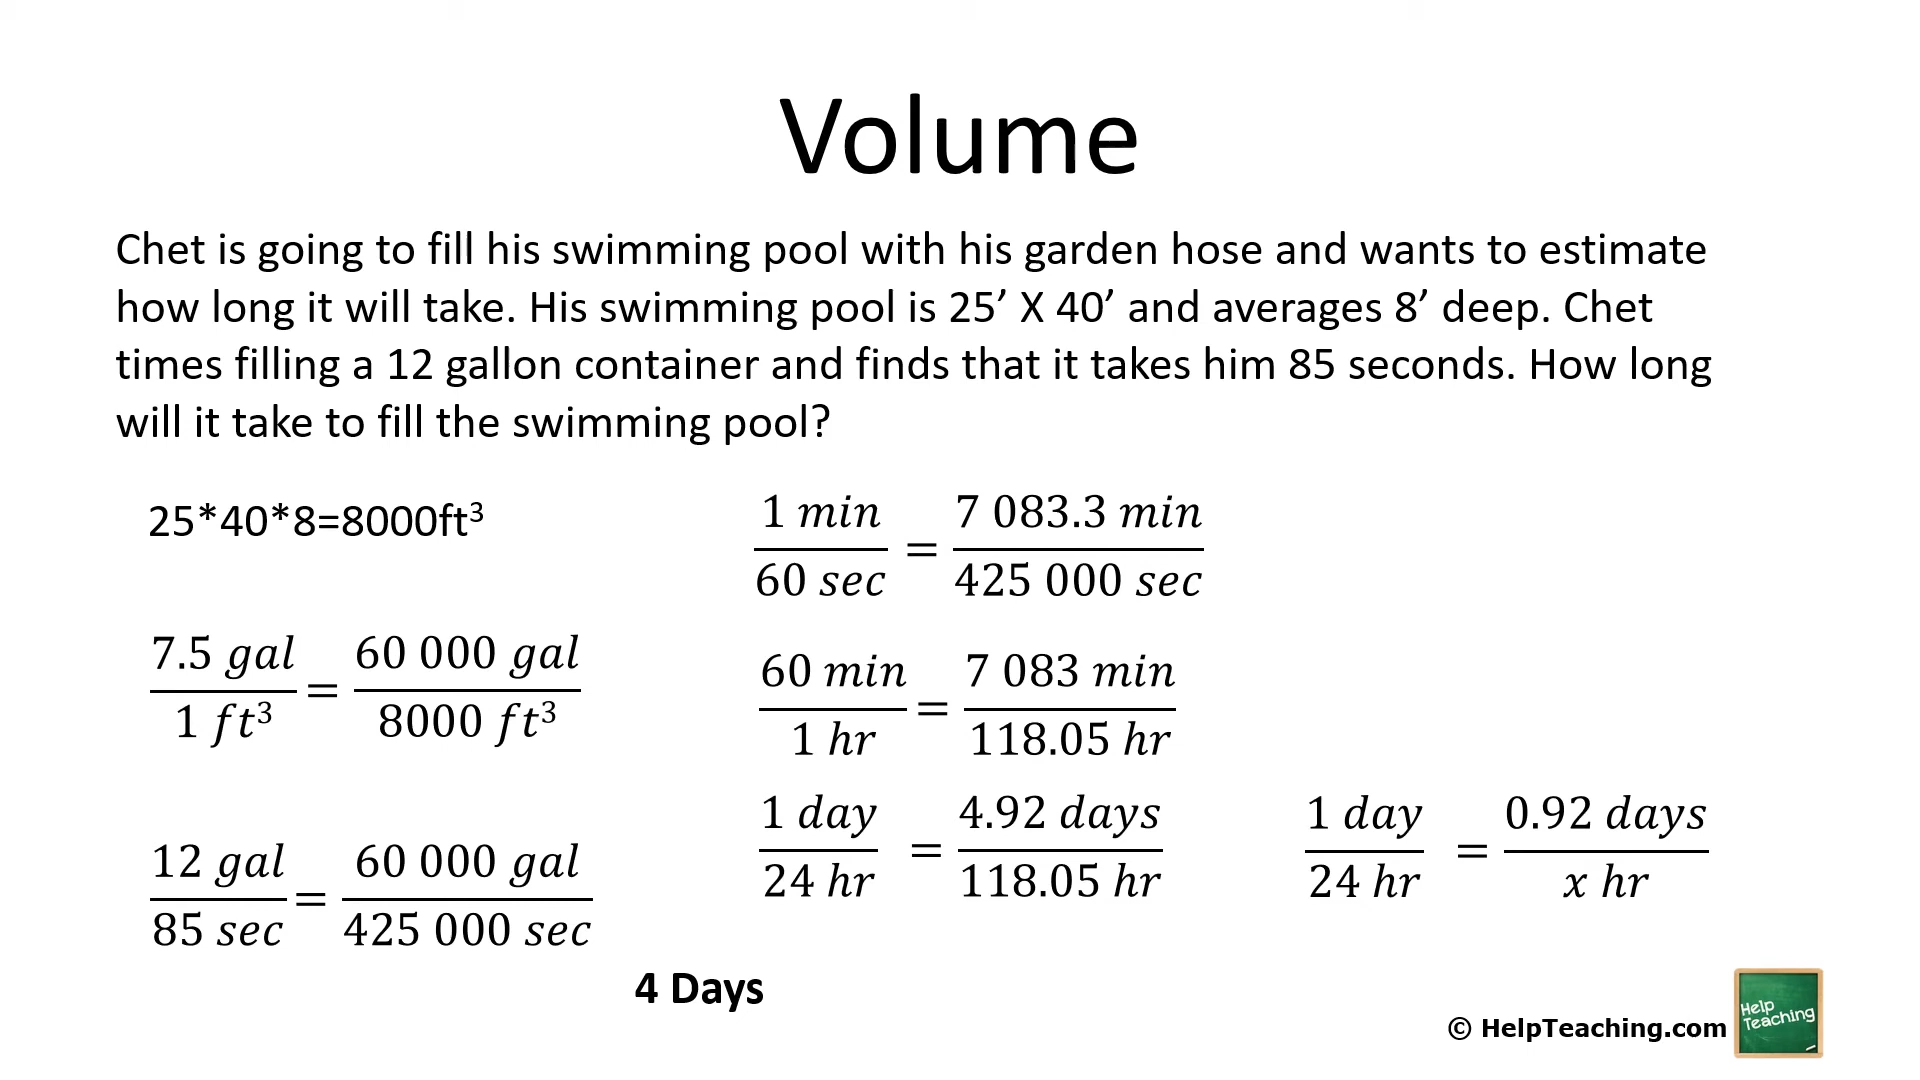 Volume
Chet is going to fill his swimming pool with his garden hose and wants to estimate
how long it will take. His swimming pool is 25’ X 40’ and averages 8’ deep. Chet
times filling a 12 gallon container and finds that it takes him 85 seconds. How long
will it take to fill the swimming pool?
25*40*8=8000ft³
7.5 gal / 1 ft³ = 60 000 gal / 8000 ft³
12 gal / 85 sec = 60 000 gal / 425 000 sec
1 min / 60 sec = 7 083.3 min / 425 000 sec
60 min / 1 hr = 7 083 min / 118.05 hr
1 day / 24 hr = 4.92 days / 118.05 hr
1 day / 24 hr = 0.92 days / x hr
4 Days
© HelpTeaching.com
Help
Teaching